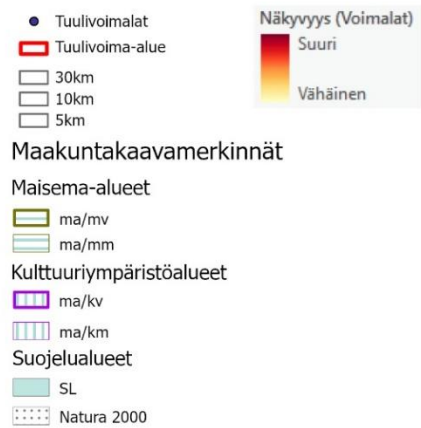 Tuulivoimalat
Tuulivoima-alue
30km
10km
5km
Näkyvyys (Voimalat)
Suuri
Vähäinen
Maakuntakaavamerkinnät
Maisema-alueet
ma/mv
ma/mm
Kulttuuriympäristöalueet
ma/kv
ma/km
Suojelualueet
SL
Natura 2000